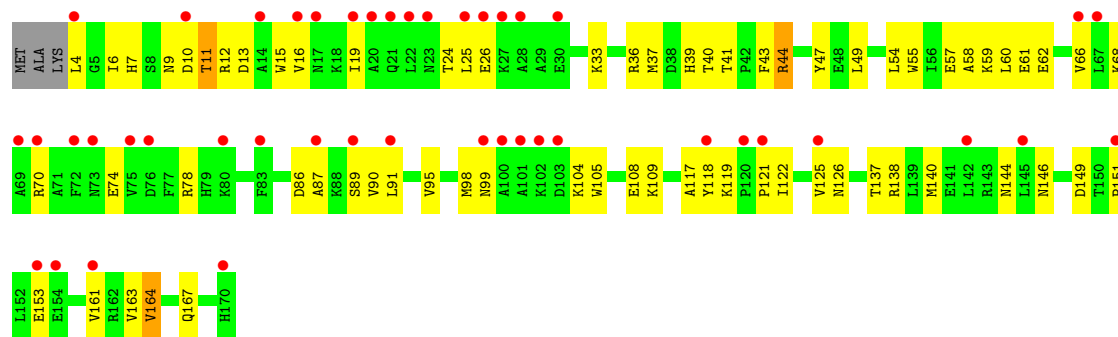 MET ALA LYS L4 G5 I6 H7 S8 N9 D10 T11 R12 D13 A14 W15 V16 N17 K18 I19 A20 Q21 L22 N23 T24 L25 E26 K27 A28 A29 E30 K33 R36 M37 D38 H39 T40 T41 P42 F43 R44 Y47 E48 L49 L54 W55 I56 E57 A58 K59 L60 E61 E62 V66 L67 K68
A69 R70 A71 F72 N73 E74 V75 D76 F77 R78 H79 K80 F83 D86 A87 K88 S89 V90 L91 V95 M98 N99 A100 A101 K102 D103 K104 W105 E108 K109 A117 Y118 K119 P120 P121 I122 V125 N126 T137 R138 L139 M140 E141 L142 R143 N144 L145 N146 D149 T150
L152 E153 E154 V161 R162 V163 V164 Q167 H170